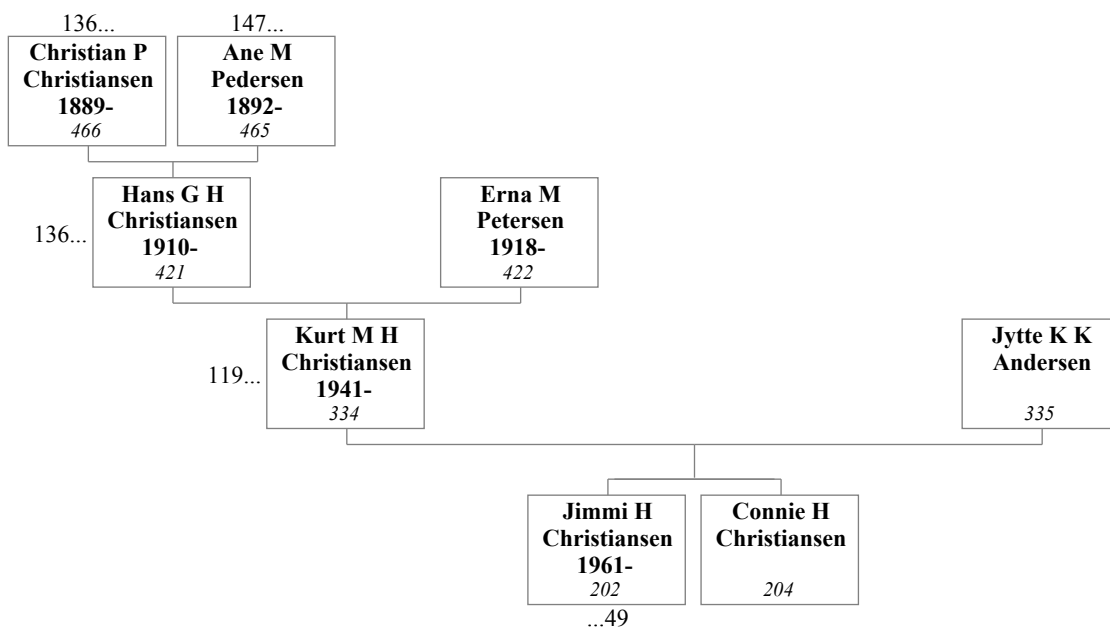 136...
147...
Christian P
Christiansen
1889-
466
Ane M
Pedersen
1892-
465
136...
Hans G H
Christiansen
1910-
421
Erna M
Petersen
1918-
422
119...
Kurt M H
Christiansen
1941-
334
Jytte K K
Andersen
335
Jimmi H
Christiansen
1961-
202
...49
Connie H
Christiansen
204